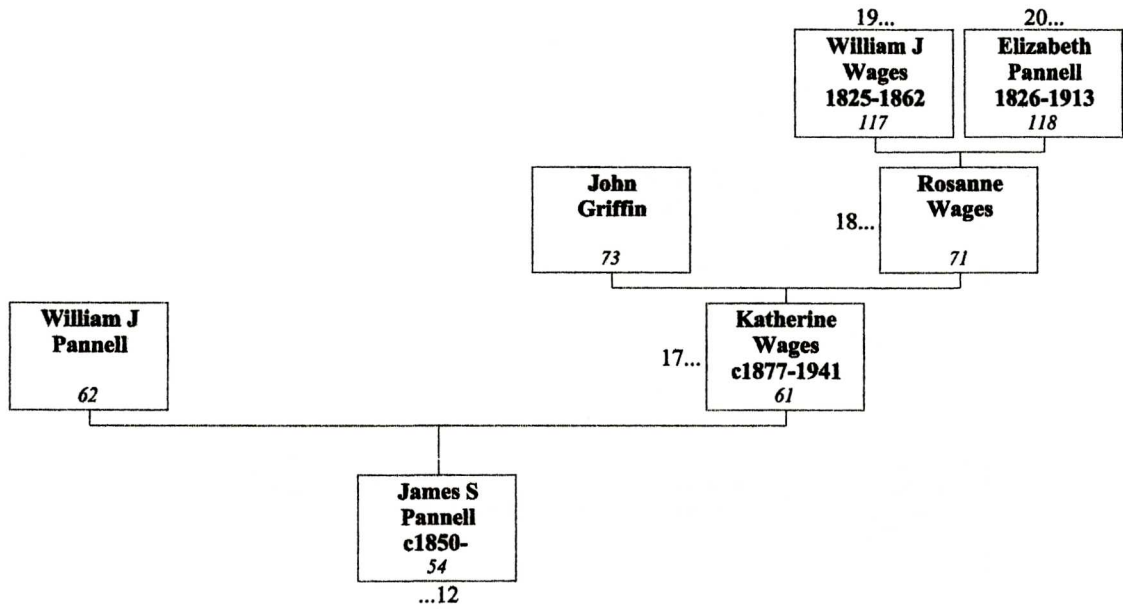 19...
20...
William J
Wages
1825-1862
117
Elizabeth
Pannell
1826-1913
118
John
Griffin
73
18...
Rosanne
Wages
71
William J
Pannell
62
17...
Katherine
Wages
c1877-1941
61
James S
Pannell
c1850-
54
...12